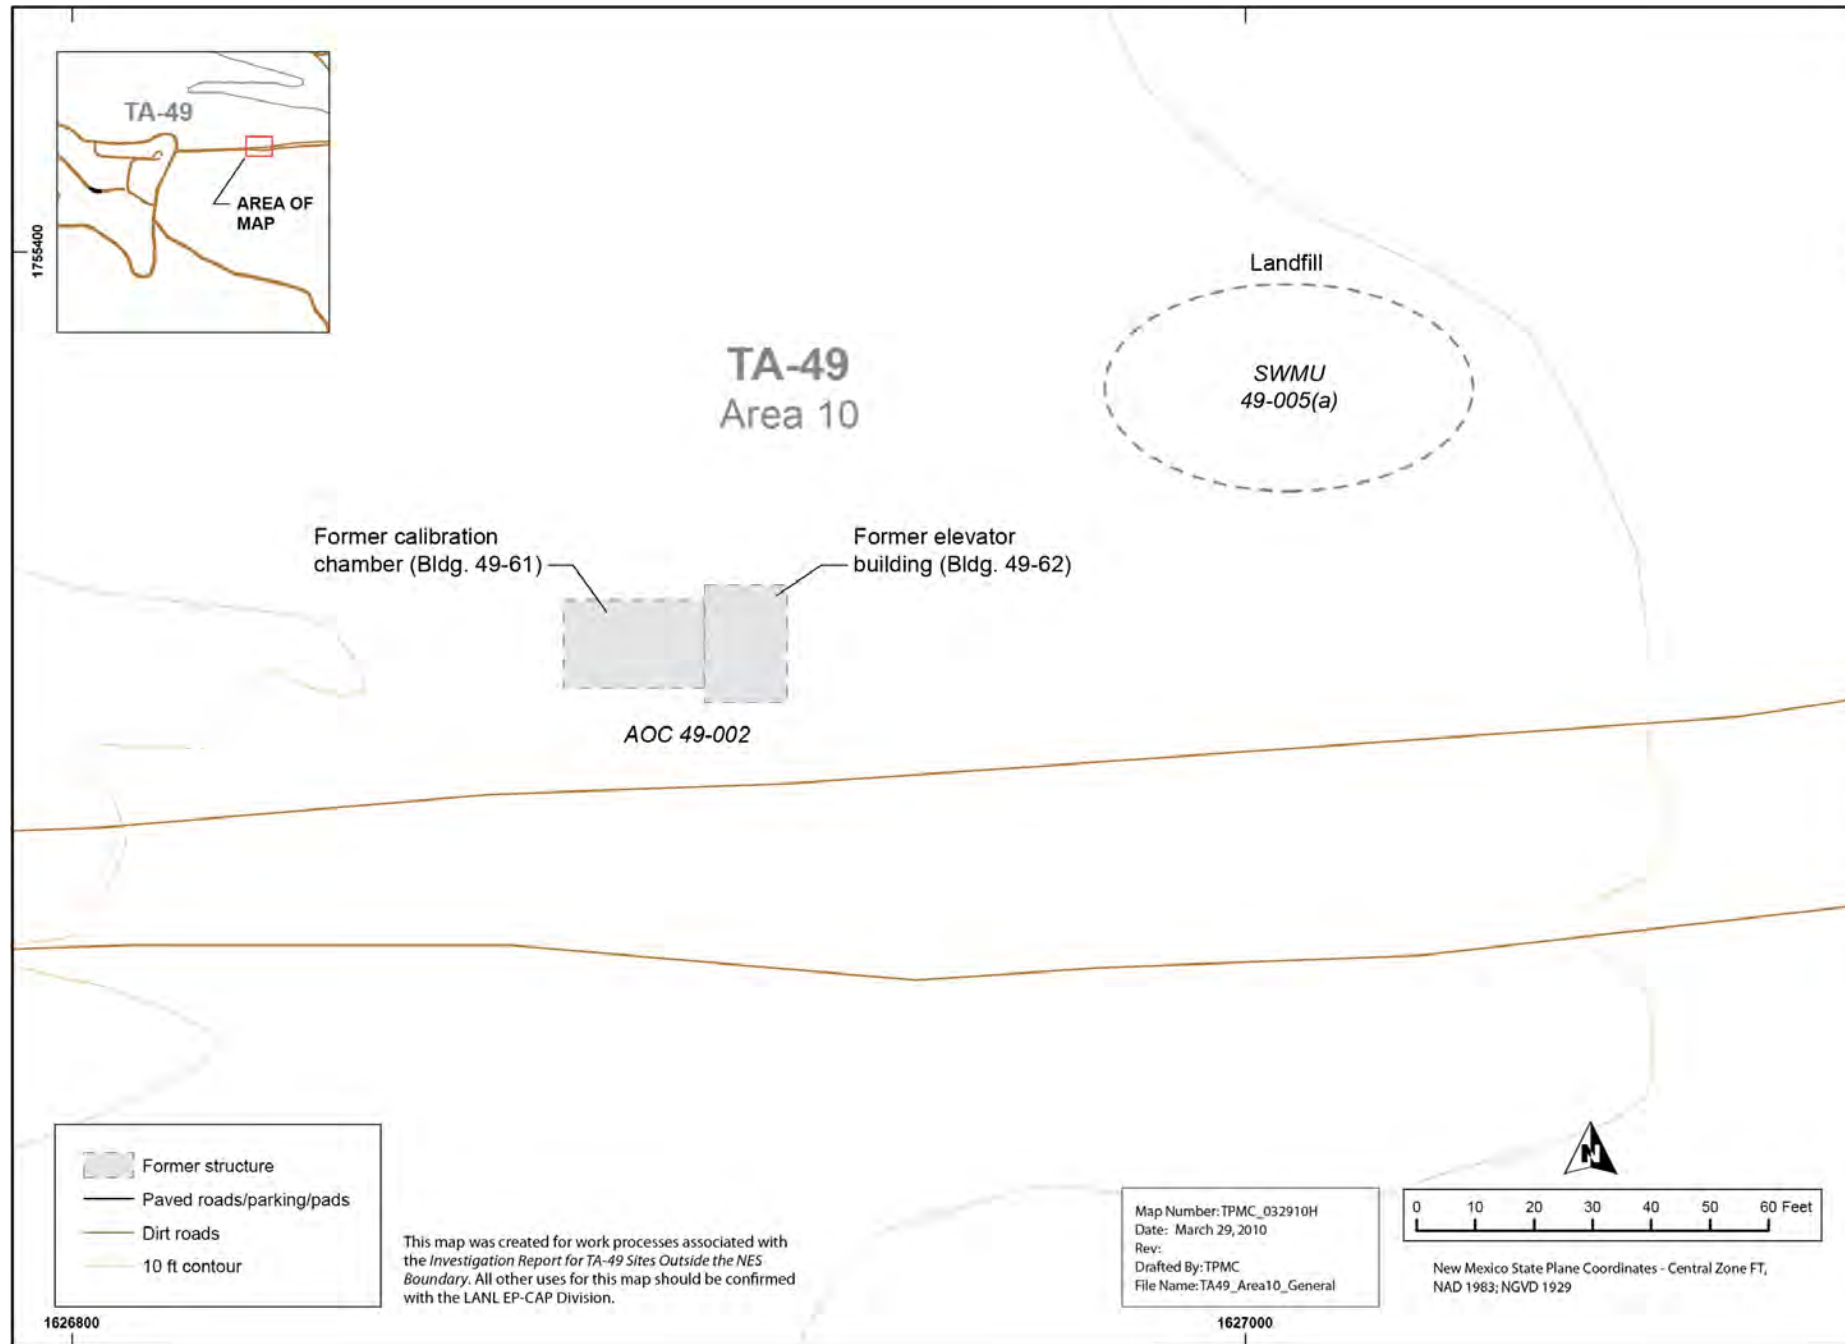 TA-49
AREA OF
MAP
1755400
Landfill
SWMU
49-005(a)
TA-49
Area 10
Former calibration
chamber (Bldg. 49-61)
Former elevator
building (Bldg. 49-62)
AOC 49-002
Former structure
Paved roads/parking/pads
Dirt roads
10 ft contour
This map was created for work processes associated with
the Investigation Report for TA-49 Sites Outside the NES
Boundary. All other uses for this map should be confirmed
with the LANL EP-CAP Division.
Map Number: TPMC_032910H
Date: March 29, 2010
Rev:
Drafted By: TPMC
File Name: TA49_Area10_General
N
0 10 20 30 40 50 60 Feet
New Mexico State Plane Coordinates - Central Zone FT,
NAD 1983; NGVD 1929
1626800
1627000